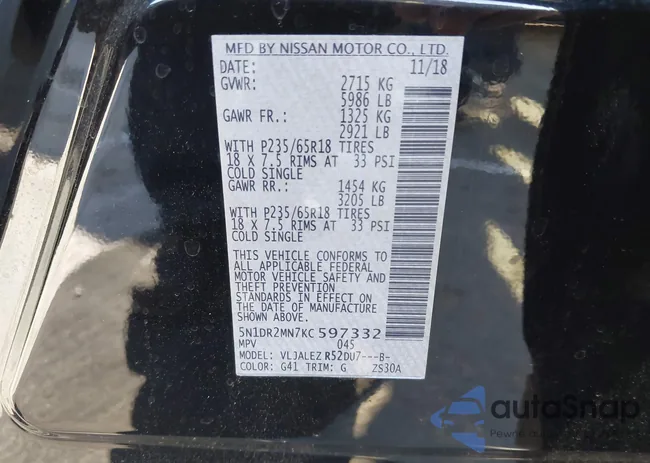 MFD BY NISSAN MOTOR CO., LTD.
DATE: 11/18
GVWR: 2715 KG
5986 LB
GAWR FR.: 1325 KG
2921 LB
WITH P235/65R18 TIRES
18 X 7.5 RIMS AT 33 PSI
COLD SINGLE
GAWR RR.: 1454 KG
3205 LB
WITH P235/65R18 TIRES
18 X 7.5 RIMS AT 33 PSI
COLD SINGLE
THIS VEHICLE CONFORMS TO
ALL APPLICABLE FEDERAL
MOTOR VEHICLE SAFETY AND
THEFT PREVENTION
STANDARDS IN EFFECT ON
THE DATE OF MANUFACTURE
SHOWN ABOVE.
5N1DR2MN7KC597332
MPV 045
MODEL: VLJALEZ R52DU7---B-
COLOR: G41 TRIM: G ZS30A
autoSnap
Pewne